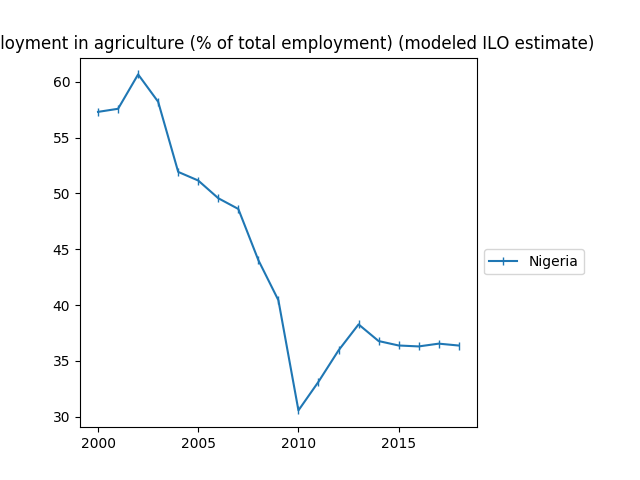 loyment in agriculture (% of total employment) (modeled ILO estimate)
60
55
50
45
40
35
30
Nigeria
2000 2005 2010 2015